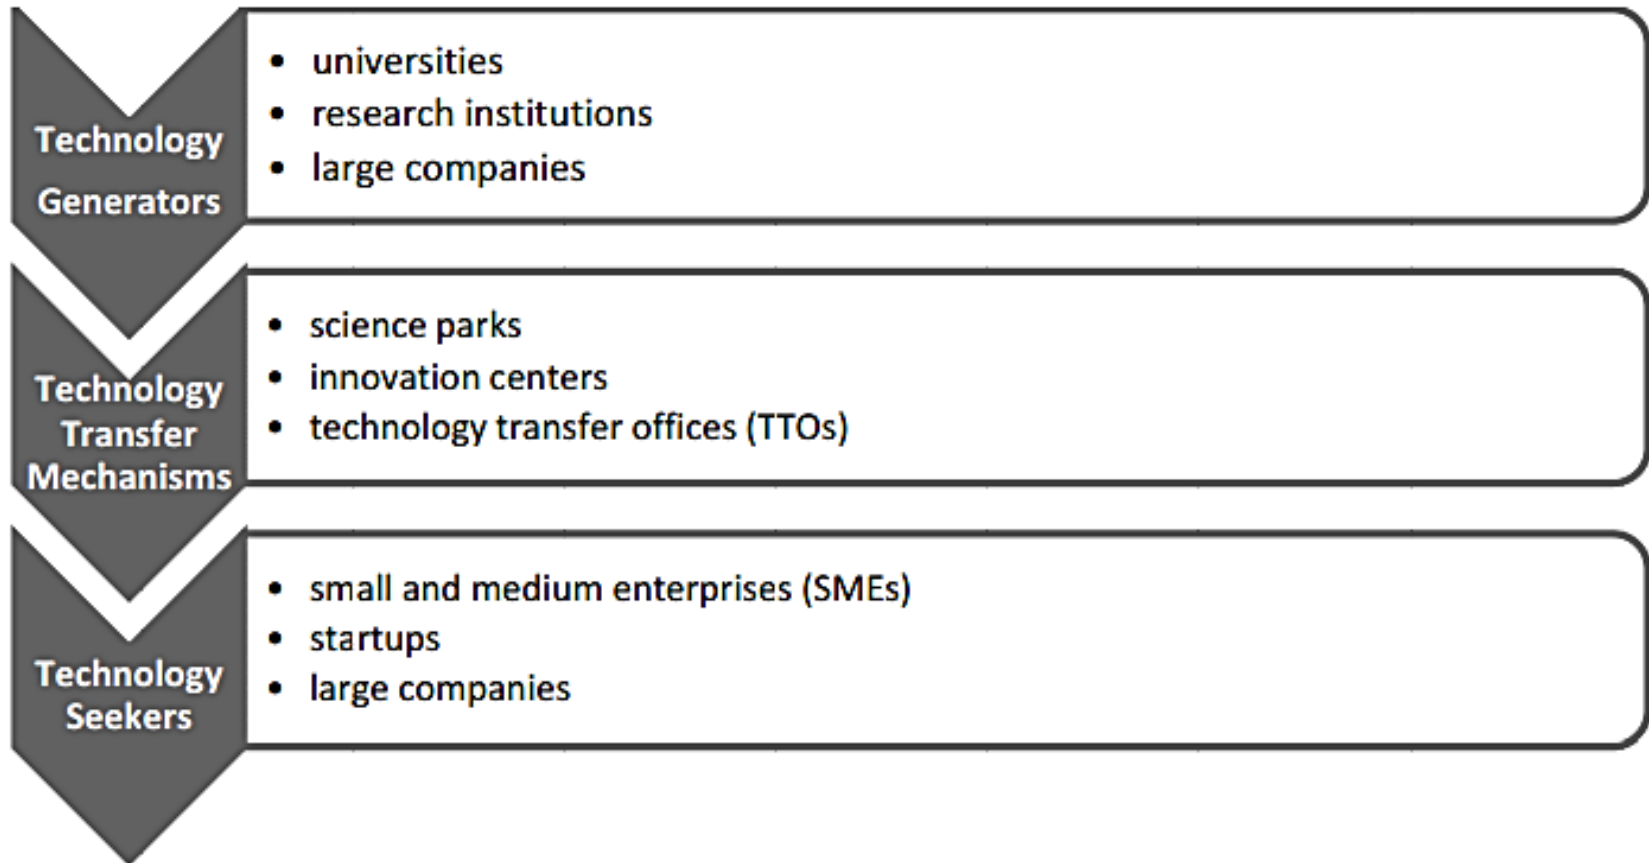 Technology
Generators
• universities
• research institutions
• large companies
Technology
Transfer
Mechanisms
• science parks
• innovation centers
• technology transfer offices (TTOs)
Technology
Seekers
• small and medium enterprises (SMEs)
• startups
• large companies